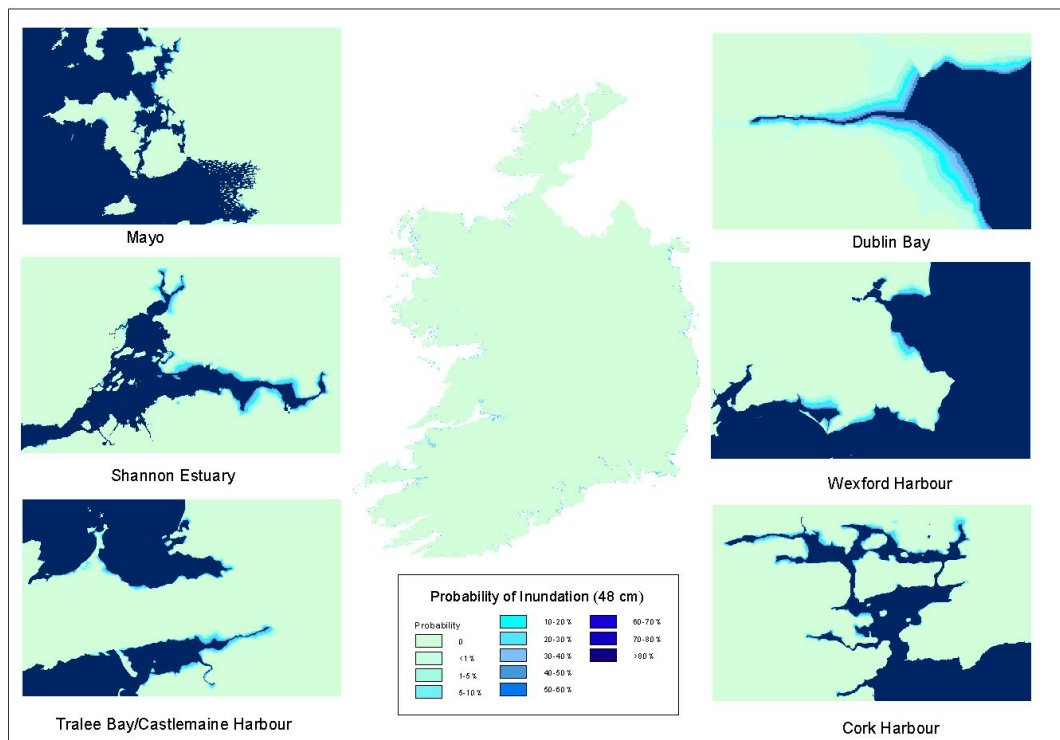 Mayo
Dublin Bay
Shannon Estuary
Wexford Harbour
Tralee Bay/Castlemaine Harbour
Cork Harbour
Probability of Inundation (48 cm)
Probability
0
<1%
1-5%
5-10%
10-20%
20-30%
30-40%
40-50%
50-60%
60-70%
70-80%
>80%